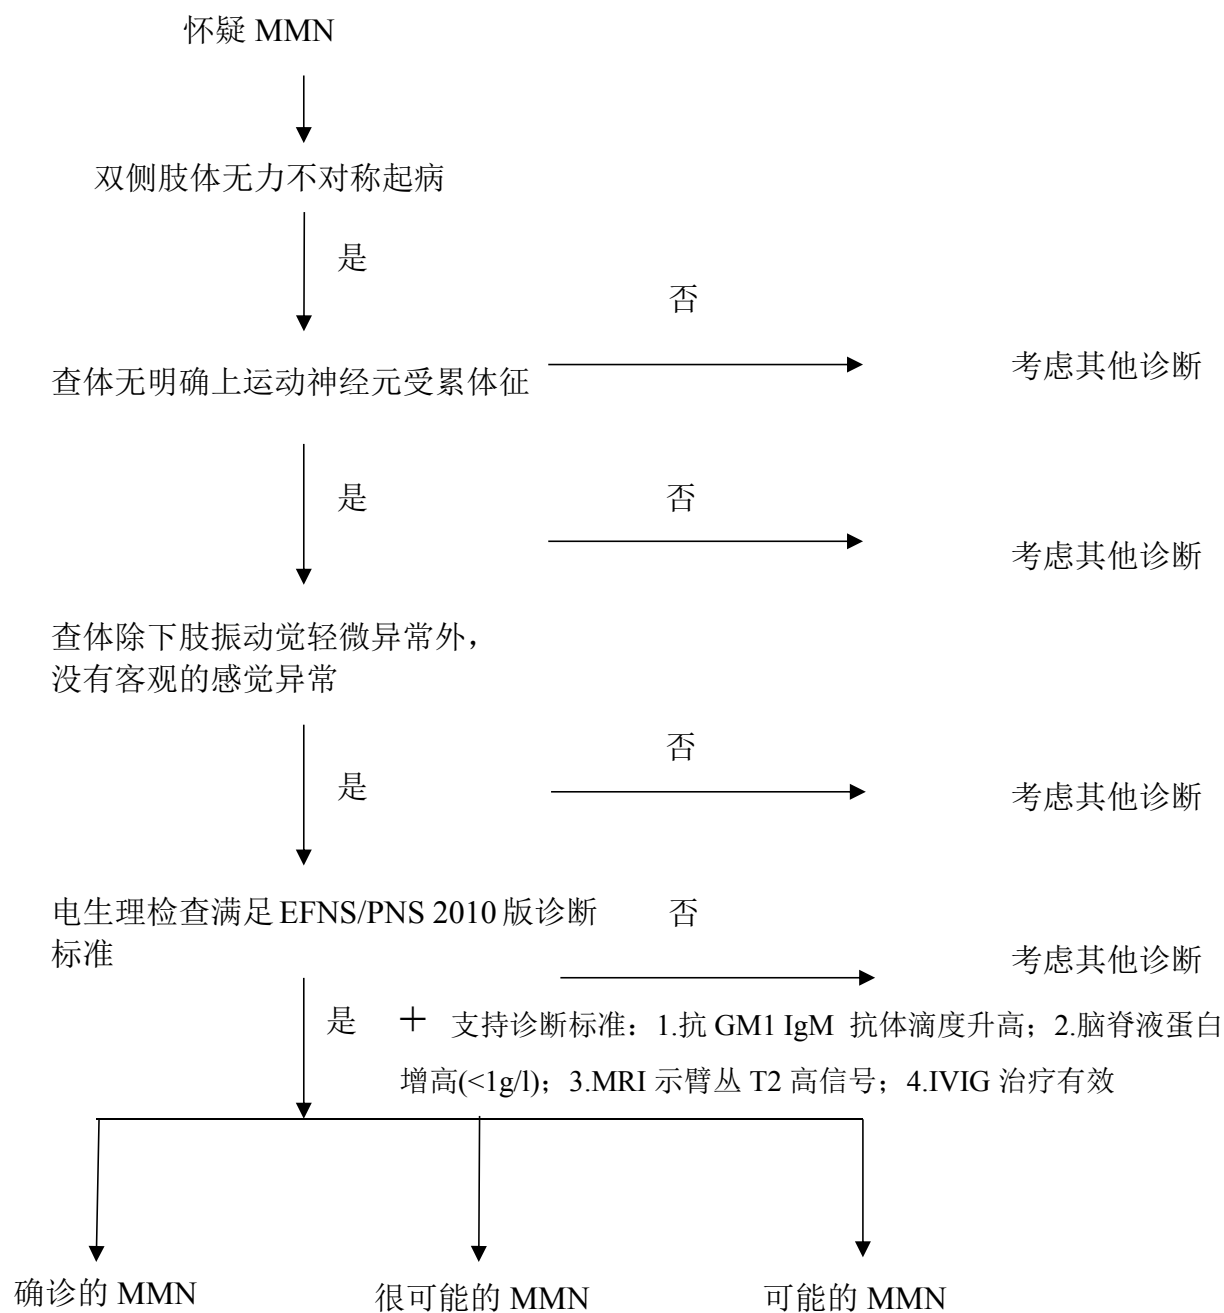 怀疑 MMN
双侧肢体无力不对称起病
是
否
查体无明确上运动神经元受累体征
考虑其他诊断
是
否
考虑其他诊断
查体除下肢振动觉轻微异常外，
没有客观的感觉异常
否
是
考虑其他诊断
电生理检查满足 EFNS/PNS 2010 版诊断
标准
否
考虑其他诊断
是
+ 支持诊断标准：1.抗 GM1 IgM 抗体滴度升高；2.脑脊液蛋白
增高(<1g/l)；3.MRI 示臂丛 T2 高信号；4.IVIG 治疗有效
确诊的 MMN
很可能的 MMN
可能的 MMN